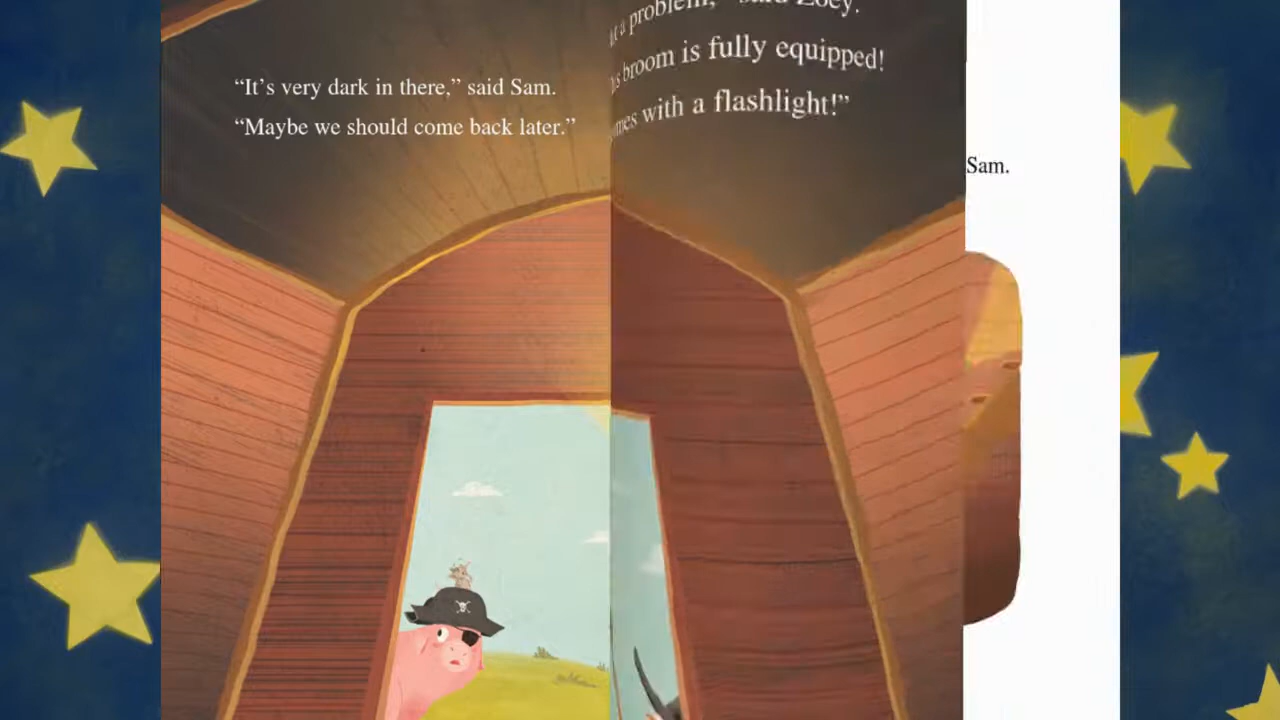 “It’s very dark in there,” said Sam.
“Maybe we should come back later.”
a problem,” said Zoey.
broom is fully equipped!
with a flashlight!”
Sam.